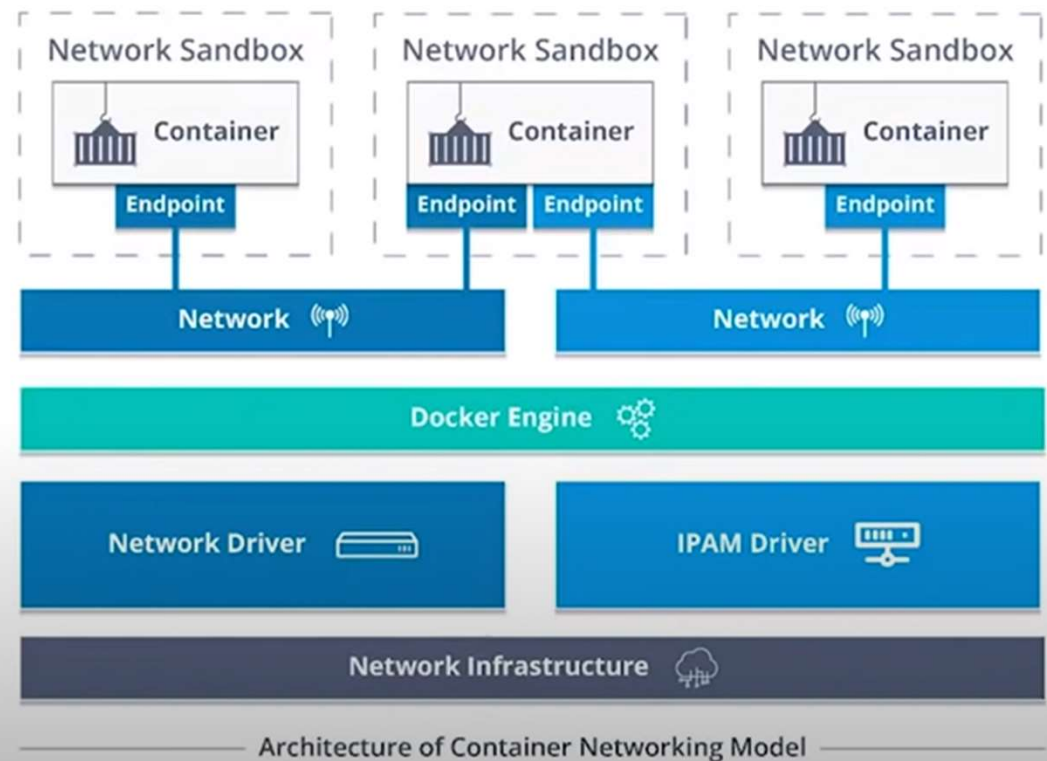 Network Sandbox
Network Sandbox
Network Sandbox
Container
Container
Container
Endpoint
Endpoint
Endpoint
Endpoint
Network
Network
Docker Engine
Network Driver
IPAM Driver
Network Infrastructure
Architecture of Container Networking Model